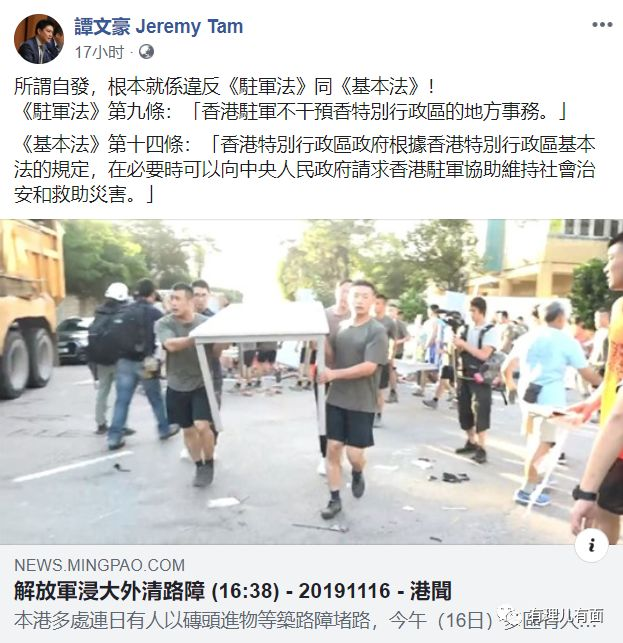 譚文豪 Jeremy Tam
17小时
所謂自發，根本就係違反《駐軍法》同《基本法》！
《駐軍法》第九條：「香港駐軍不干預香特別行政區的地方事務。」
《基本法》第十四條：「香港特別行政區政府根據香港特別行政區基本
法的規定，在必要時可以向中央人民政府請求香港駐軍協助維持社會治
安和救助災害。」
NEWS.MINGPAO.COM
解放軍浸大外清路障 (16:38) - 20191116 - 港聞
本港多處連日有人以磚頭進物等築路障堵路，今午（16日）
有理儿有面